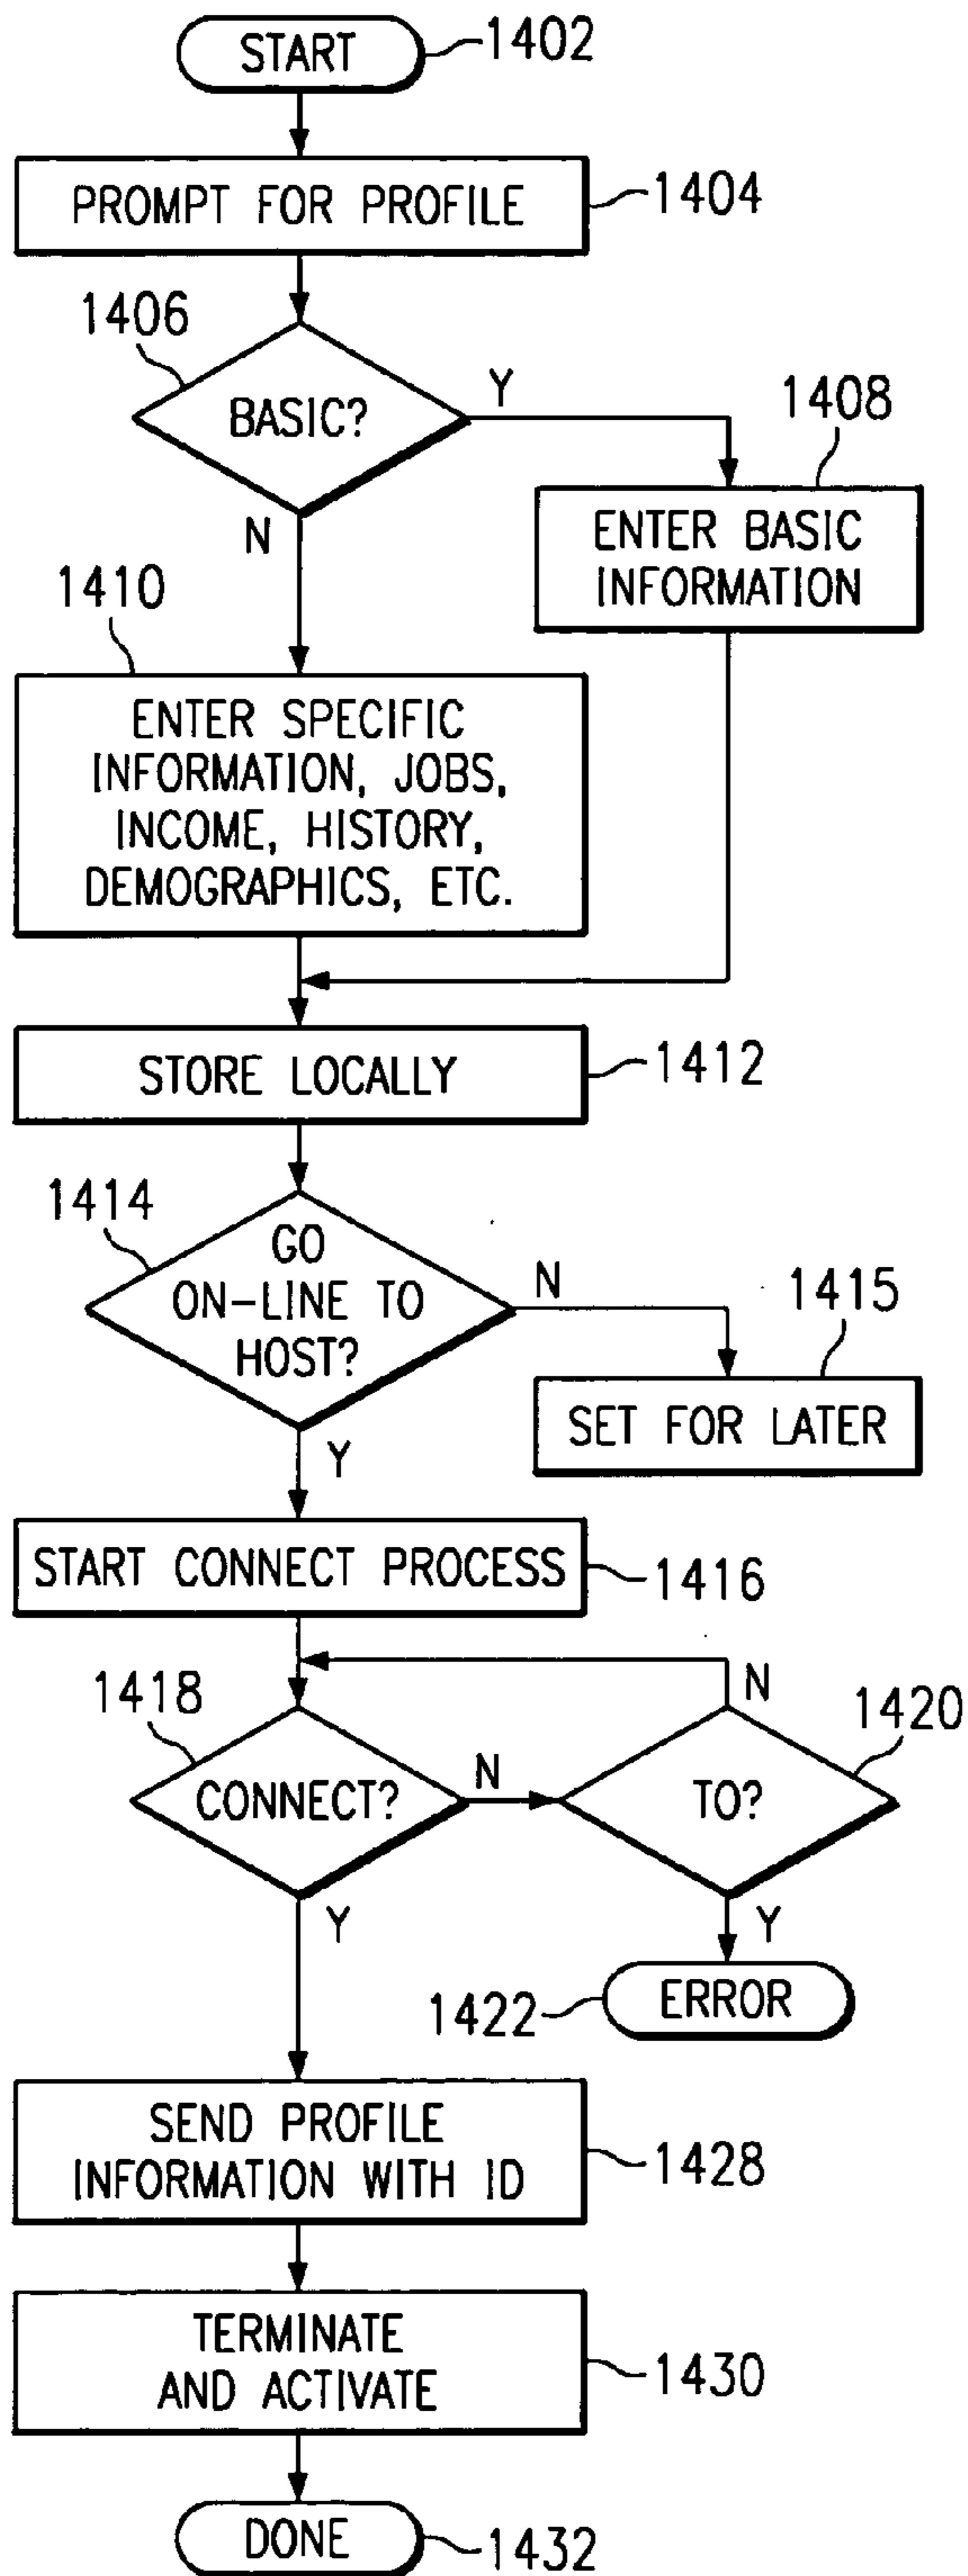 START
1402
PROMPT FOR PROFILE
1404
1406
BASIC?
Y
N
1408
ENTER BASIC
INFORMATION
1410
ENTER SPECIFIC
INFORMATION, JOBS,
INCOME, HISTORY,
DEMOGRAPHICS, ETC.
STORE LOCALLY
1412
1414
GO
ON-LINE TO
HOST?
N
Y
1415
SET FOR LATER
START CONNECT PROCESS
1416
1418
CONNECT?
N
Y
N
1420
TO?
Y
1422
ERROR
SEND PROFILE
INFORMATION WITH ID
1428
TERMINATE
AND ACTIVATE
1430
DONE
1432